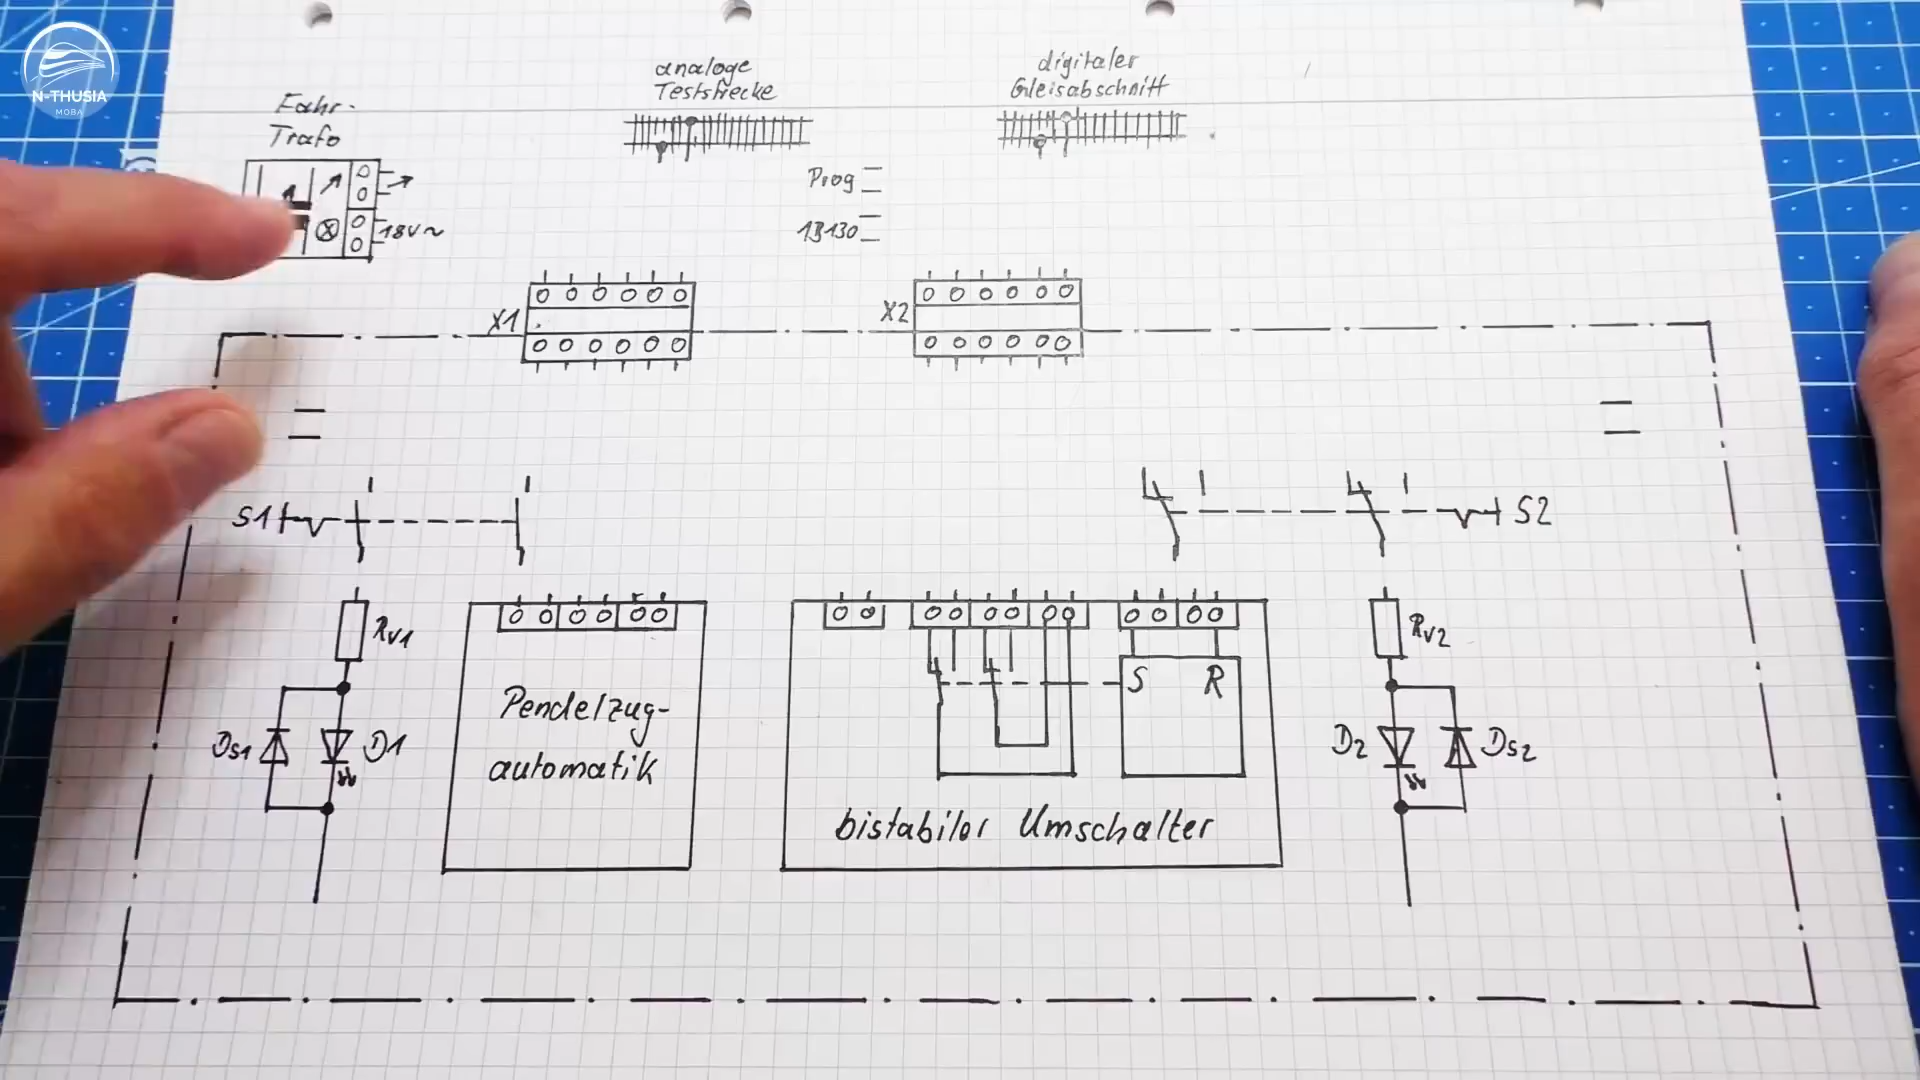 N-THUSIA
MOBA
Fahr-
Trafo
analoge
Teststrecke
digitaler
Gleisabschnitt
Prog
1B130
18V~
X1
X2
S1
S2
Rv1
Rv2
Pendelzug-
automatik
S R
Ds1
D1
D2
Ds2
bistabiler Umschalter